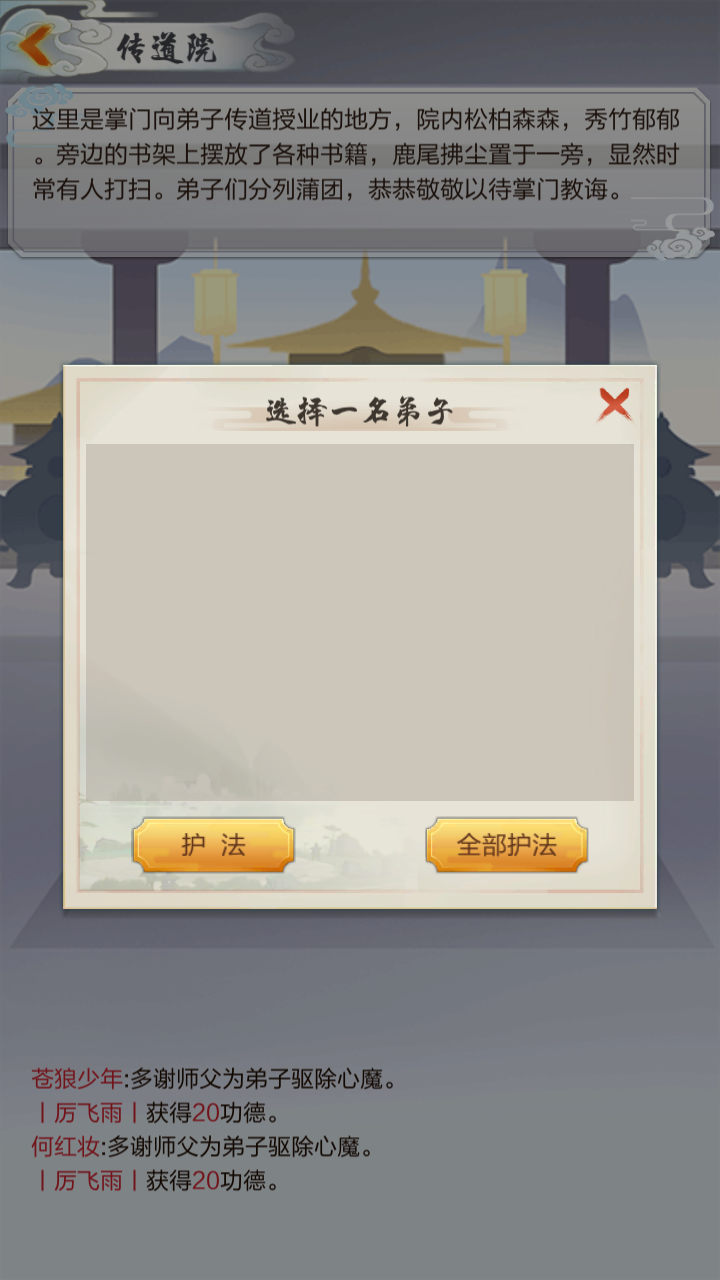 传道院
这里是掌门向弟子传道授业的地方，院内松柏森森，秀竹郁郁
。旁边的书架上摆放了各种书籍，鹿尾拂尘置于一旁，显然时
常有人打扫。弟子们分列蒲团，恭恭敬敬以待掌门教诲。
选择一名弟子
护 法
全部护法
苍狼少年:多谢师父为弟子驱除心魔。
丨厉飞雨丨获得20功德。
何红妆:多谢师父为弟子驱除心魔。
丨厉飞雨丨获得20功德。